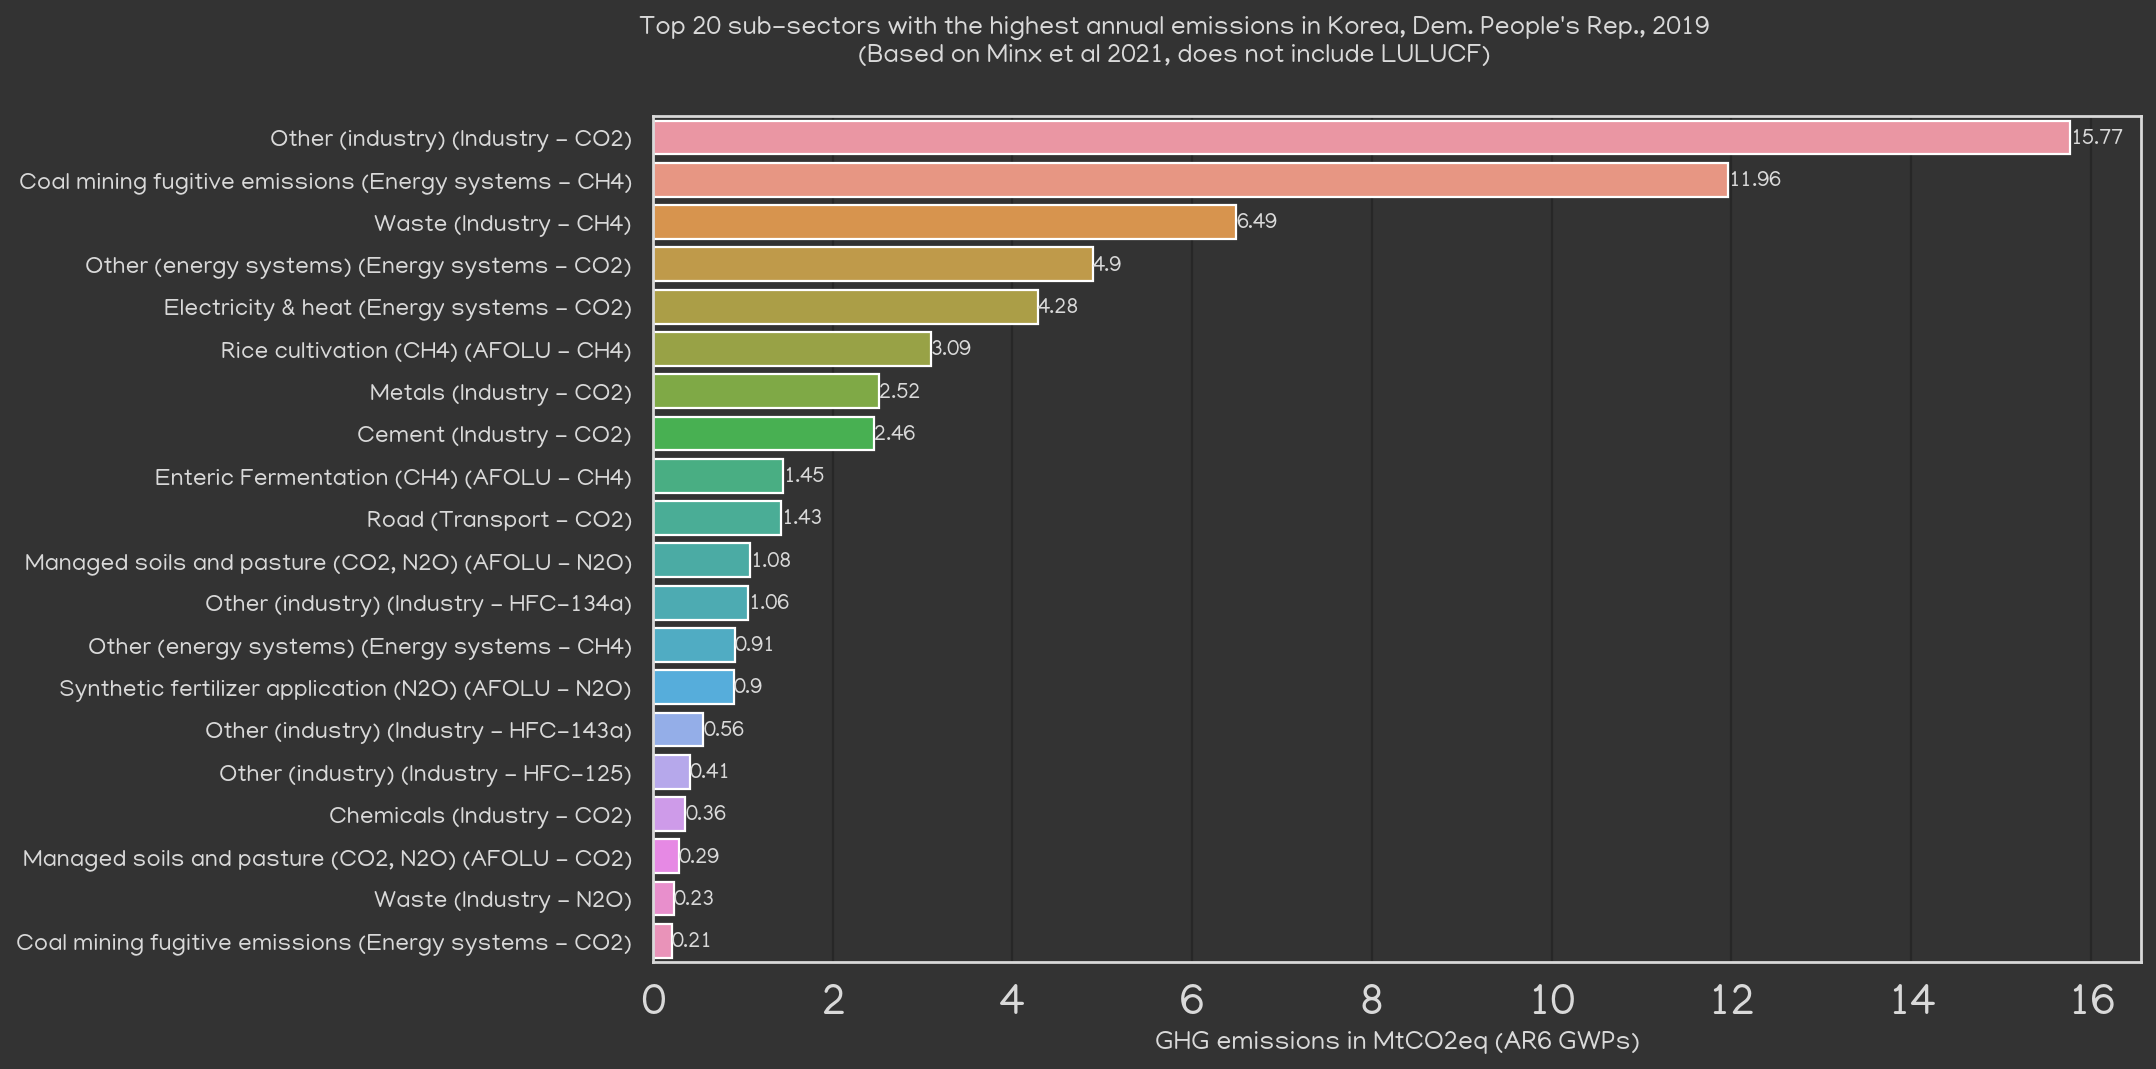 Top 20 sub-sectors with the highest annual emissions in Korea, Dem. People's Rep., 2019
(Based on Minx et al 2021, does not include LULUCF)
Other (industry) (Industry - CO2) 15.77
Coal mining fugitive emissions (Energy systems - CH4) 11.96
Waste (Industry - CH4) 6.49
Other (energy systems) (Energy systems - CO2) 4.9
Electricity & heat (Energy systems - CO2) 4.28
Rice cultivation (CH4) (AFOLU - CH4) 3.09
Metals (Industry - CO2) 2.52
Cement (Industry - CO2) 2.46
Enteric Fermentation (CH4) (AFOLU - CH4) 1.45
Road (Transport - CO2) 1.43
Managed soils and pasture (CO2, N2O) (AFOLU - N2O) 1.08
Other (industry) (Industry - HFC-134a) 1.06
Other (energy systems) (Energy systems - CH4) 0.91
Synthetic fertilizer application (N2O) (AFOLU - N2O) 0.9
Other (industry) (Industry - HFC-143a) 0.56
Other (industry) (Industry - HFC-125) 0.41
Chemicals (Industry - CO2) 0.36
Managed soils and pasture (CO2, N2O) (AFOLU - CO2) 0.29
Waste (Industry - N2O) 0.23
Coal mining fugitive emissions (Energy systems - CO2) 0.21
0 2 4 6 8 10 12 14 16
GHG emissions in MtCO2eq (AR6 GWPs)